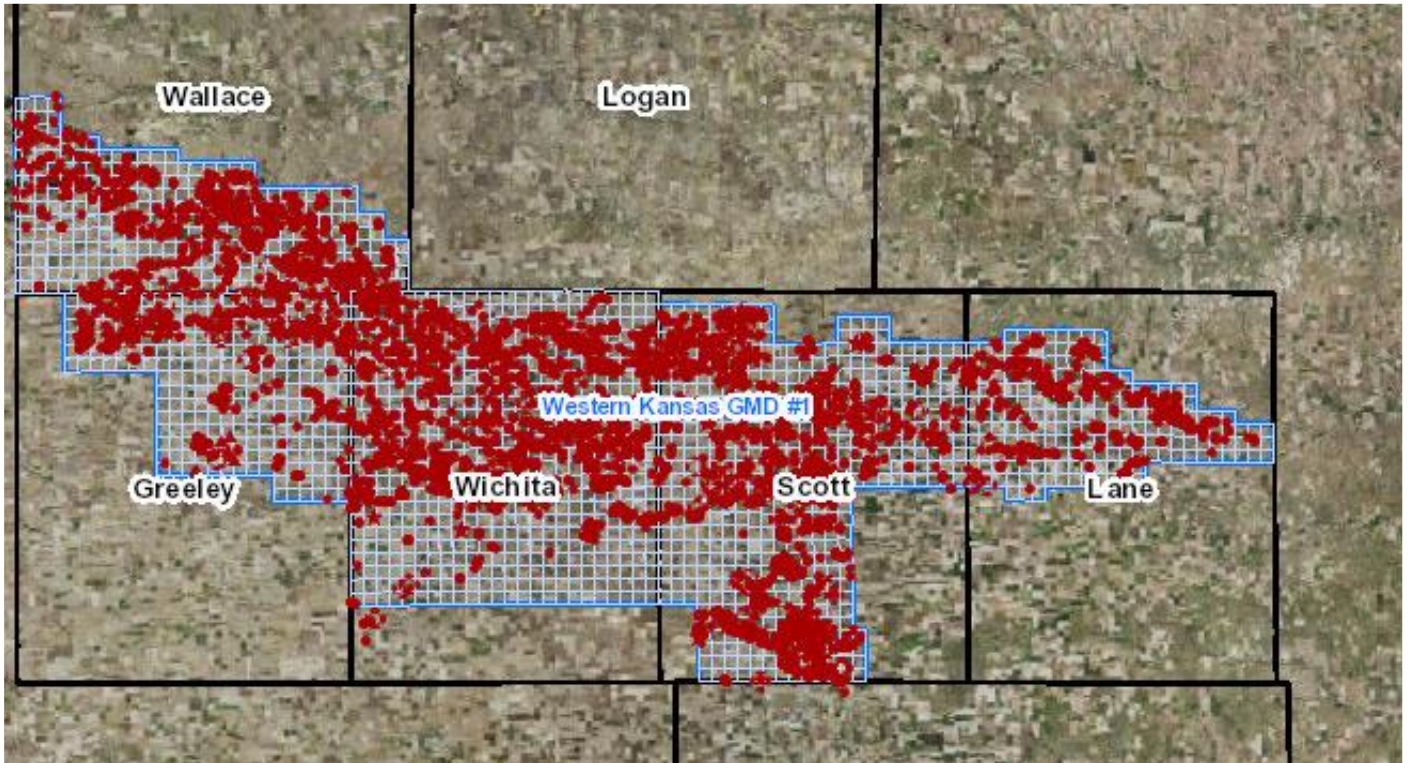 Wallace
Logan
Western Kansas GMD #1
Greeley
Wichita
Scott
Lane